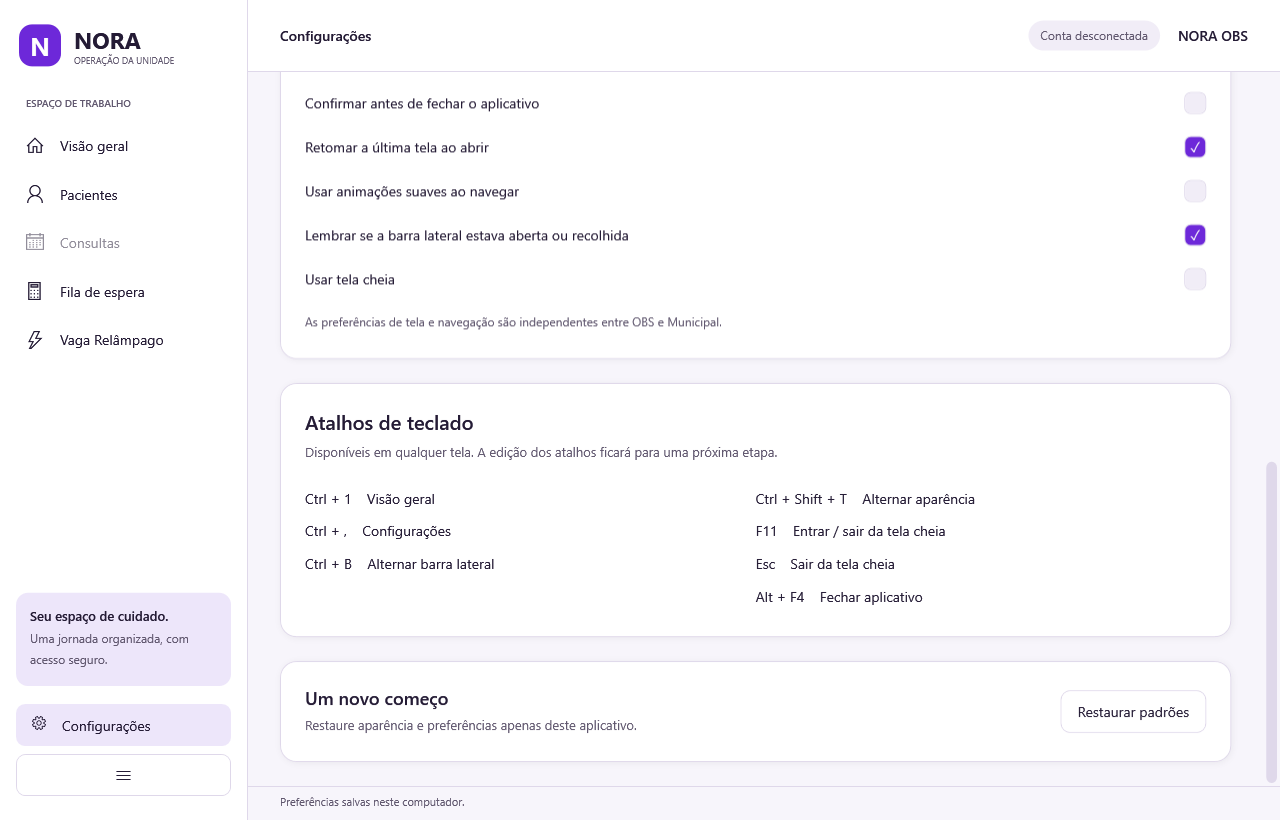 N
NORA
OPERAÇÃO DA UNIDADE
ESPAÇO DE TRABALHO
Visão geral
Pacientes
Consultas
Fila de espera
Vaga Relâmpago
Seu espaço de cuidado.
Uma jornada organizada, com
acesso seguro.
Configurações
Configurações
Conta desconectada
NORA OBS
Confirmar antes de fechar o aplicativo
Retomar a última tela ao abrir
Usar animações suaves ao navegar
Lembrar se a barra lateral estava aberta ou recolhida
Usar tela cheia
As preferências de tela e navegação são independentes entre OBS e Municipal.
Atalhos de teclado
Disponíveis em qualquer tela. A edição dos atalhos ficará para uma próxima etapa.
Ctrl + 1 Visão geral
Ctrl + , Configurações
Ctrl + B Alternar barra lateral
Ctrl + Shift + T Alternar aparência
F11 Entrar / sair da tela cheia
Esc Sair da tela cheia
Alt + F4 Fechar aplicativo
Um novo começo
Restaure aparência e preferências apenas deste aplicativo.
Restaurar padrões
Preferências salvas neste computador.